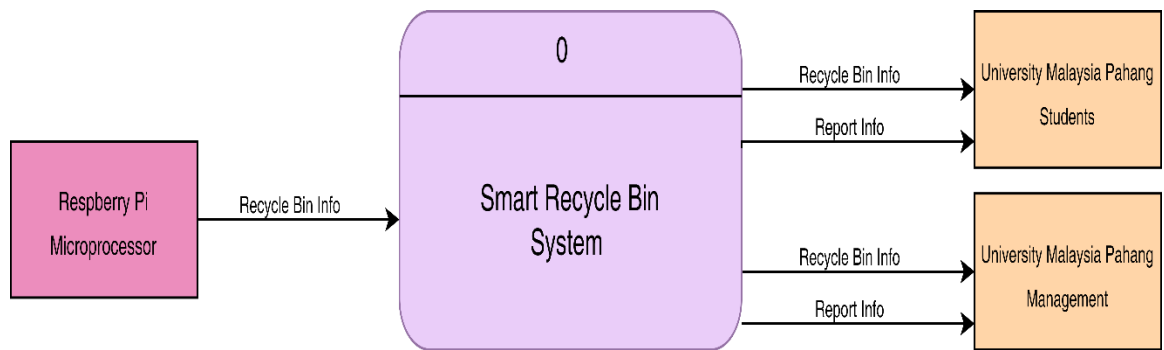 0
Smart Recycle Bin
System
Respberry Pi
Microprocessor
Recycle Bin Info
Recycle Bin Info
Report Info
University Malaysia Pahang
Students
Recycle Bin Info
Report Info
University Malaysia Pahang
Management